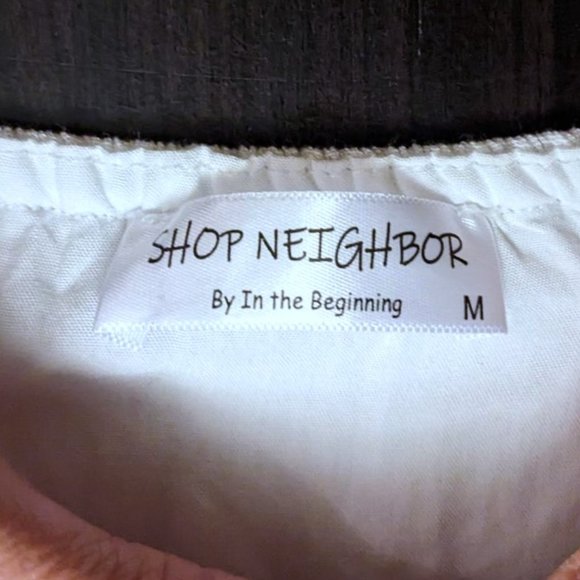 SHOP NEIGHBOR
By In the Beginning M